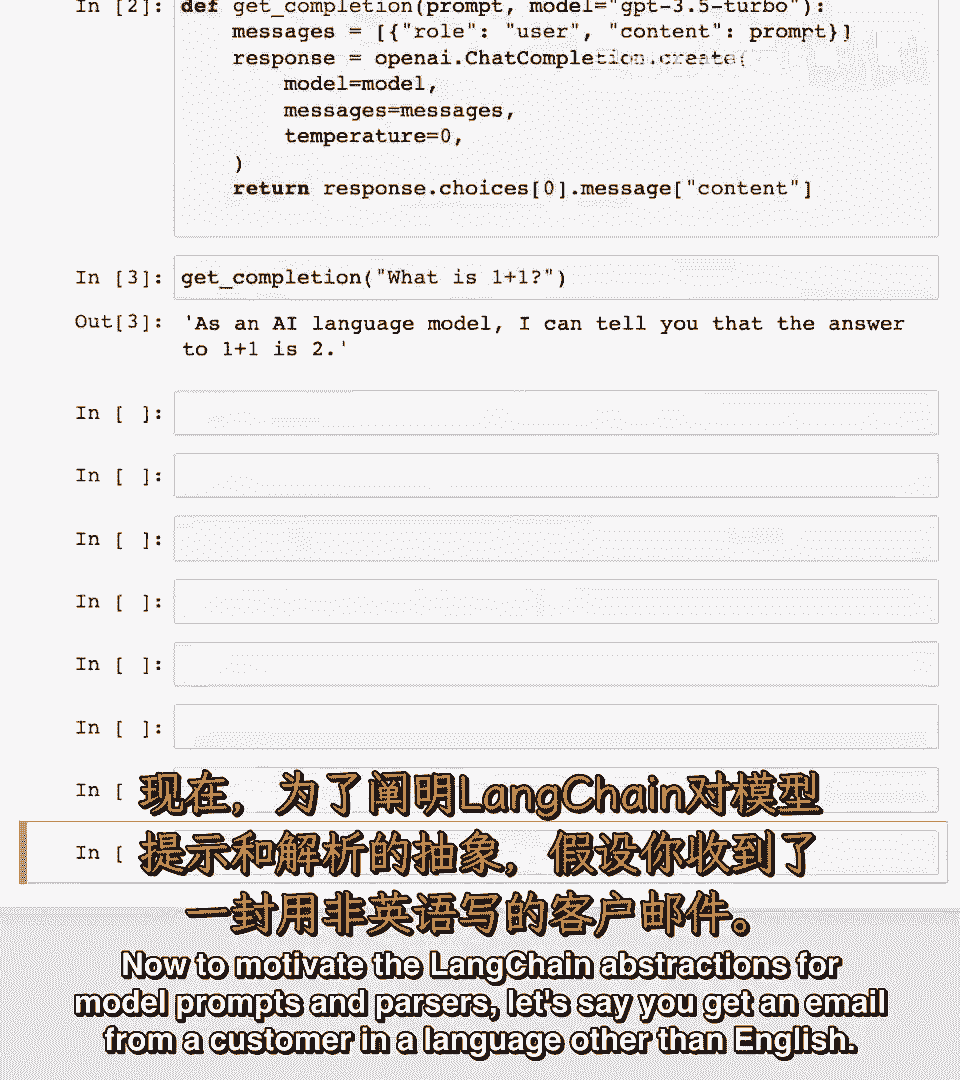 In [2]: def get_completion(prompt, model="gpt-3.5-turbo"):
messages = [{"role": "user", "content": prompt}]
response = openai.ChatCompletion.create(
model=model,
messages=messages,
temperature=0,
)
return response.choices[0].message["content"]
In [3]: get_completion("What is 1+1?")
Out[3]: 'As an AI language model, I can tell you that the answer
to 1+1 is 2.'
In [ ]:
In [ ]:
In [ ]:
In [ ]:
In [ ]:
In [ ]:
In [
In [
现在，为了阐明LangChain对模型
提示和解析的抽象，假设你收到了
一封用非英语写的客户邮件。
Now to motivate the LangChain abstractions for
model prompts and parsers, let's say you get an email
from a customer in a language other than English.